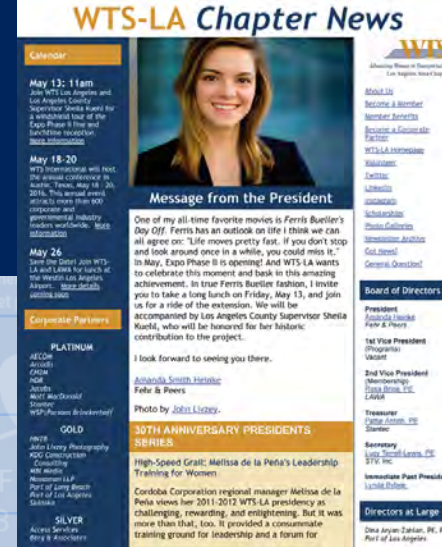 WTS-LA Chapter News
Calendar
May 13: 11am
Join WTS Los Angeles and
Los Angeles County
Supervisor Sheila Kuehl for
a windshield tour of the
Expo Phase II line and
lunchtime reception.
More information
May 18-20
WTS International will host
the annual conference in
Austin, Texas, May 18 - 20,
2016. This annual event
attracts more than 600
corporate and
governmental industry
leaders worldwide. More
information
May 26
Save the Date! Join WTS-
LA and LAWA for lunch at
the Westin Los Angeles
Airport. More details
coming soon
Corporate Partners
PLATINUM
AECOM
Arcadis
CH2M
HDR
Jacobs
Mott MacDonald
Stantec
WSP|Parsons Brinckerhoff
GOLD
HNTB
John Livzey Photography
KDG Construction
Consulting
MBI Media
Mossman LLP
Port of Long Beach
Port of Los Angeles
Skanska
SILVER
Access Services
Berg & Associates
Message from the President
One of my all-time favorite movies is Ferris Bueller's
Day Off. Ferris has an outlook on life I think we can
all agree on: "Life moves pretty fast. If you don't stop
and look around once in a while, you could miss it."
In May, Expo Phase II is opening! And WTS-LA wants
to celebrate this moment and bask in this amazing
achievement. In true Ferris Bueller fashion, I invite
you to take a long lunch on Friday, May 13, and join
us for a ride of the extension. We will be
accompanied by Los Angeles County Supervisor Sheila
Kuehl, who will be honored for her historic
contribution to the project.
I look forward to seeing you there.
Amanda Smith Heinke
Fehr & Peers
Photo by John Livzey.
30TH ANNIVERSARY PRESIDENTS
SERIES
High-Speed Grail: Melissa de la Peña's Leadership
Training for Women
Cordoba Corporation regional manager Melissa de la
Peña views her 2011-2012 WTS-LA presidency as
challenging, rewarding, and enlightening. But it was
more than that, too. It provided a consummate
training ground for leadership and a forum for
WTS
About Us
Become a Member
Member Benefits
Become a Corporate
Partner
WTS-LA Homepage
Volunteer
Twitter
LinkedIn
Instagram
Scholarships
Photo Galleries
Newsletter Archive
Got News?
General Question?
Board of Directors
President
Amanda Heinke
Fehr & Peers
1st Vice President
(Programs)
Vacant
2nd Vice President
(Membership)
LAWA
Treasurer
Stantec
Secretary
STV, Inc.
Immediate Past Preside
Lynda Bybee
Directors at Large
Port of Los Angeles